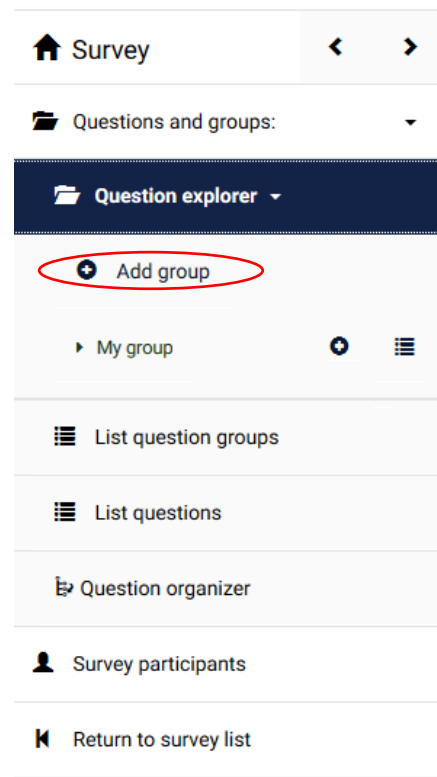 Survey
Questions and groups:
Question explorer
Add group
My group
List question groups
List questions
Question organizer
Survey participants
Return to survey list